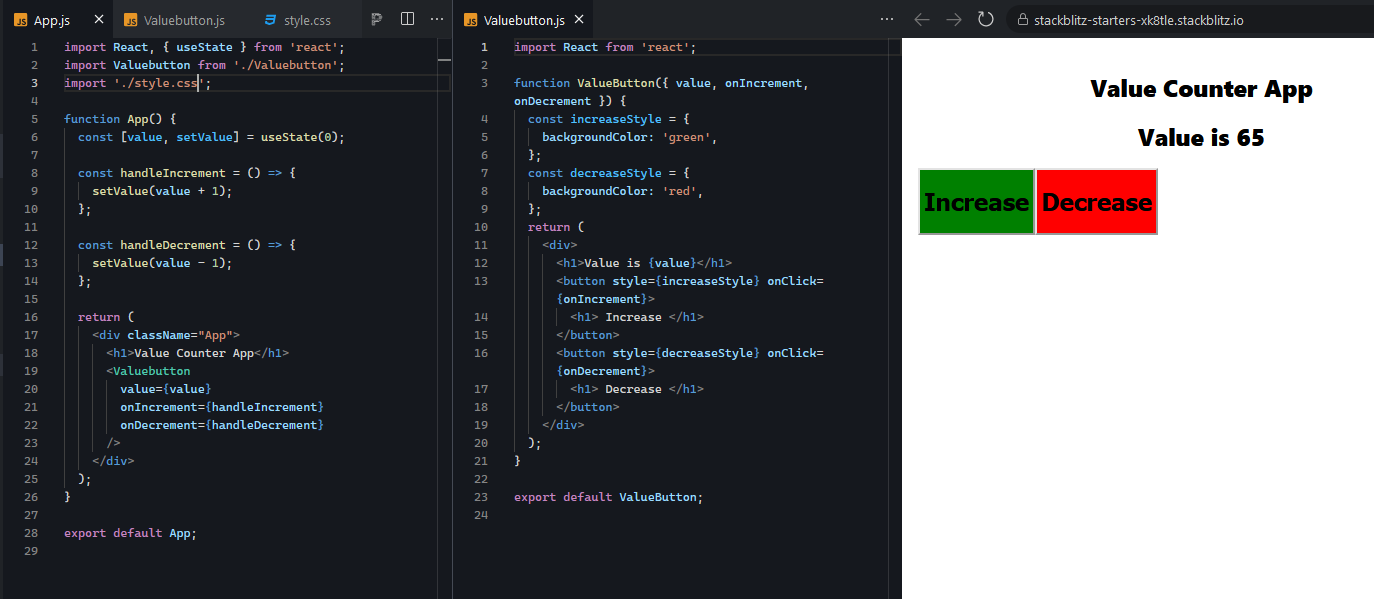 JS App.js × JS Valuebutton.js style.css
1 import React, { useState } from 'react';
2 import Valuebutton from './Valuebutton';
3 import './style.css';
4
5 function App() {
6 const [value, setValue] = useState(0);
7
8 const handleIncrement = () => {
9 setValue(value + 1);
10 };
11
12 const handleDecrement = () => {
13 setValue(value - 1);
14 };
15
16 return (
17 <div className="App">
18 <h1>Value Counter App</h1>
19 <Valuebutton
20 value={value}
21 onIncrement={handleIncrement}
22 onDecrement={handleDecrement}
23 />
24 </div>
25 );
26 }
27
28 export default App;
29
JS Valuebutton.js ×
1 import React from 'react';
2
3 function ValueButton({ value, onIncrement,
onDecrement }) {
4 const increaseStyle = {
5 backgroundColor: 'green',
6 };
7 const decreaseStyle = {
8 backgroundColor: 'red',
9 };
10 return (
11 <div>
12 <h1>Value is {value}</h1>
13 <button style={increaseStyle} onClick=
{onIncrement}>
14 <h1> Increase </h1>
15 </button>
16 <button style={decreaseStyle} onClick=
{onDecrement}>
17 <h1> Decrease </h1>
18 </button>
19 </div>
20 );
21 }
22
23 export default ValueButton;
24
stackblitz-starters-xk8tle.stackblitz.io
Value Counter App
Value is 65
Increase Decrease